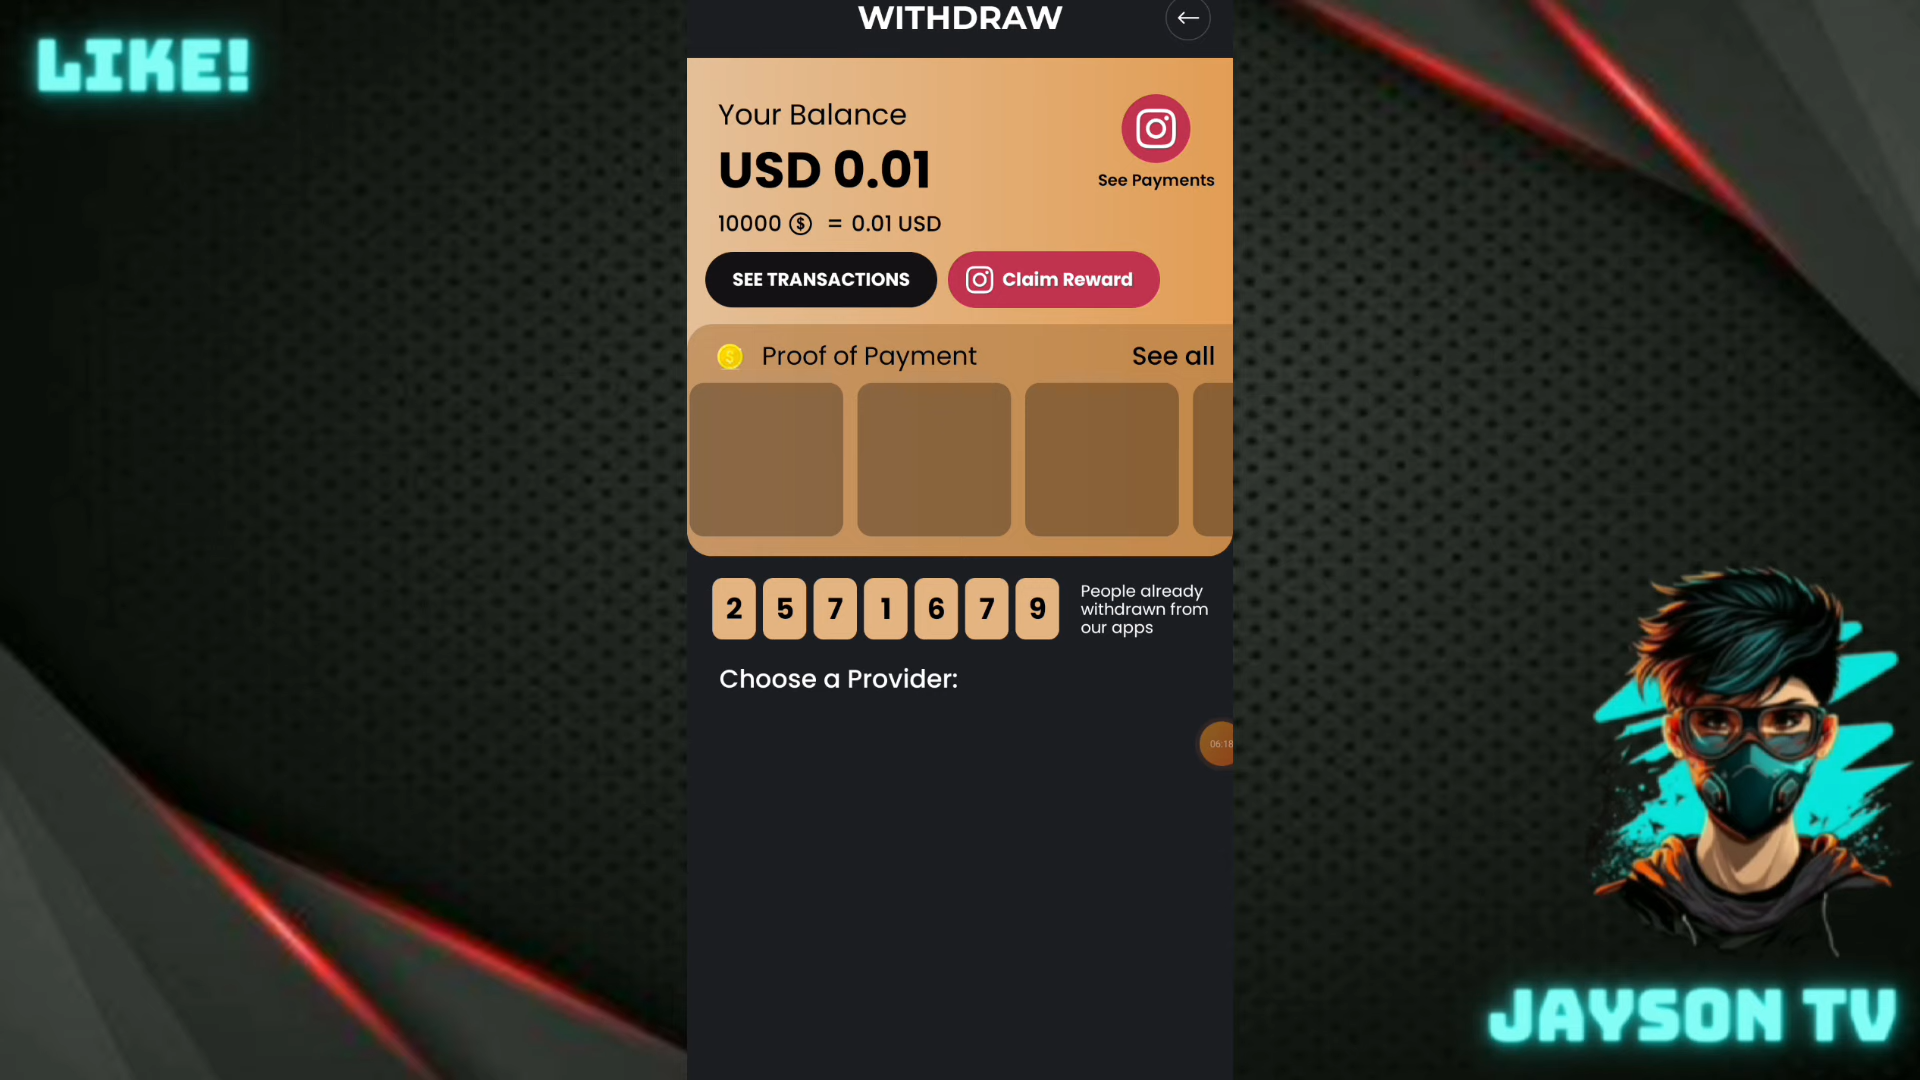 LIKE!
WITHDRAW
Your Balance
USD 0.01
See Payments
10000 $ = 0.01 USD
SEE TRANSACTIONS
Claim Reward
Proof of Payment
See all
2 5 7 1 6 7 9
People already
withdrawn from
our apps
Choose a Provider:
06:18
JAYSON TV